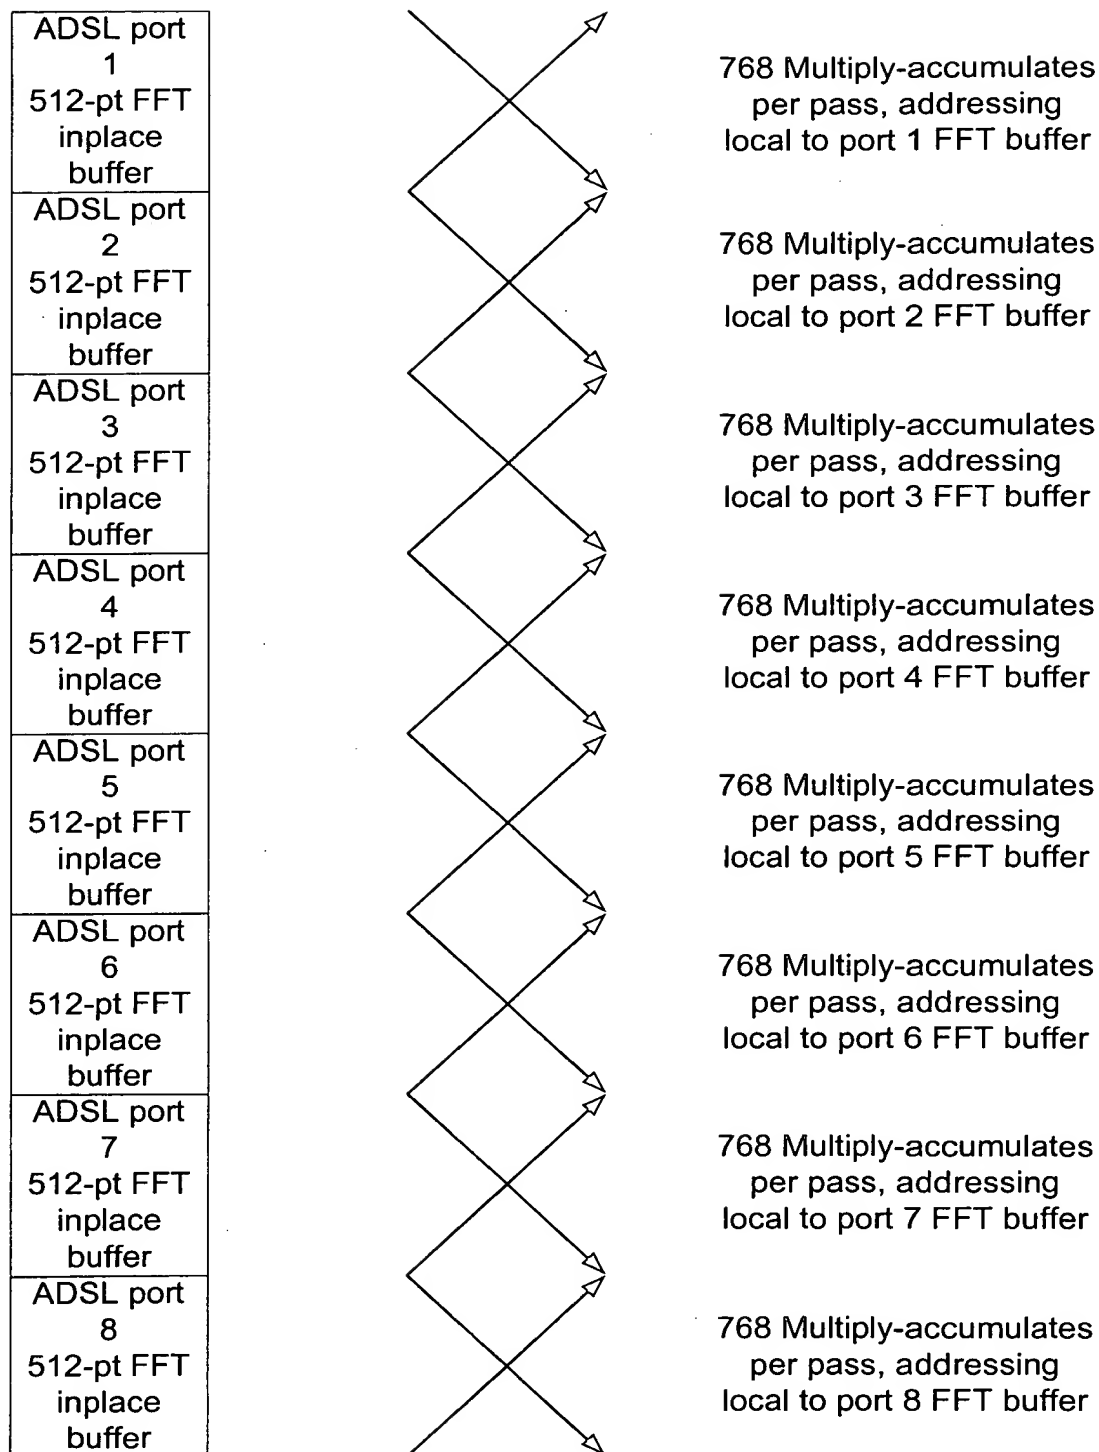 ADSL port
1
512-pt FFT
inplace
buffer
768 Multiply-accumulates
per pass, addressing
local to port 1 FFT buffer
ADSL port
2
512-pt FFT
inplace
buffer
768 Multiply-accumulates
per pass, addressing
local to port 2 FFT buffer
ADSL port
3
512-pt FFT
inplace
buffer
768 Multiply-accumulates
per pass, addressing
local to port 3 FFT buffer
ADSL port
4
512-pt FFT
inplace
buffer
768 Multiply-accumulates
per pass, addressing
local to port 4 FFT buffer
ADSL port
5
512-pt FFT
inplace
buffer
768 Multiply-accumulates
per pass, addressing
local to port 5 FFT buffer
ADSL port
6
512-pt FFT
inplace
buffer
768 Multiply-accumulates
per pass, addressing
local to port 6 FFT buffer
ADSL port
7
512-pt FFT
inplace
buffer
768 Multiply-accumulates
per pass, addressing
local to port 7 FFT buffer
ADSL port
8
512-pt FFT
inplace
buffer
768 Multiply-accumulates
per pass, addressing
local to port 8 FFT buffer